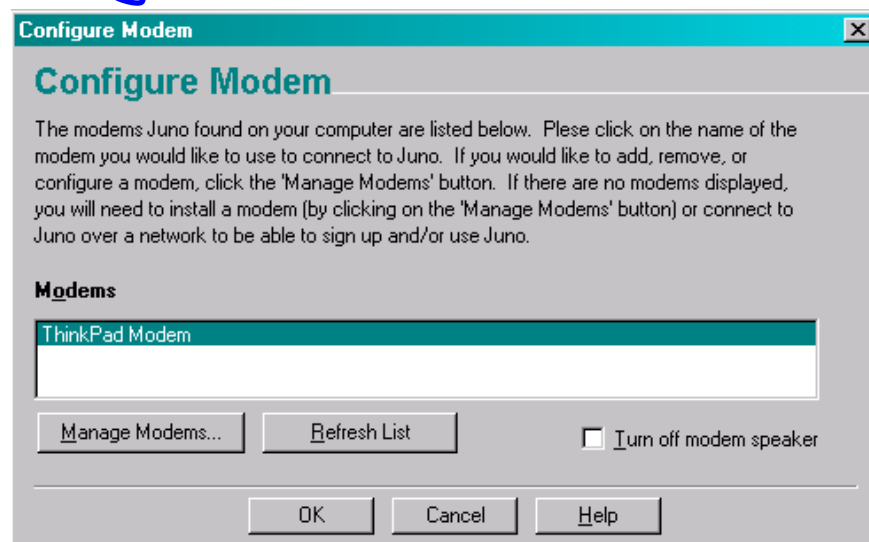 Configure Modem
Configure Modem
The modems Juno found on your computer are listed below.  Plese click on the name of the
modem you would like to use to connect to Juno.  If you would like to add, remove, or
configure a modem, click the 'Manage Modems' button.  If there are no modems displayed,
you will need to install a modem (by clicking on the 'Manage Modems' button) or connect to
Juno over a network to be able to sign up and/or use Juno.
Modems
ThinkPad Modem
Manage Modems... Refresh List Turn off modem speaker
OK Cancel Help